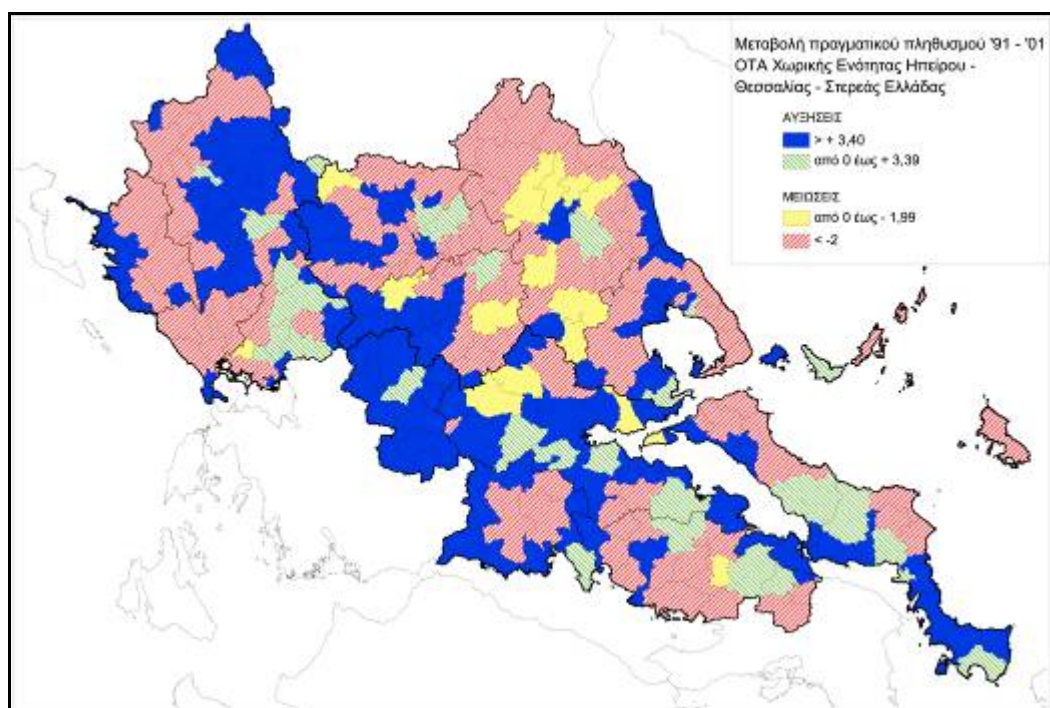 Μεταβολή πραγματικού πληθυσμού '91 - '01
ΟΤΑ Χωρικής Ενότητας Ηπείρου -
Θεσσαλίας - Στερεάς Ελλάδας
ΑΥΞΗΣΕΙΣ
> + 3,40
από 0 έως + 3,39
ΜΕΙΩΣΕΙΣ
από 0 έως - 1,99
< -2